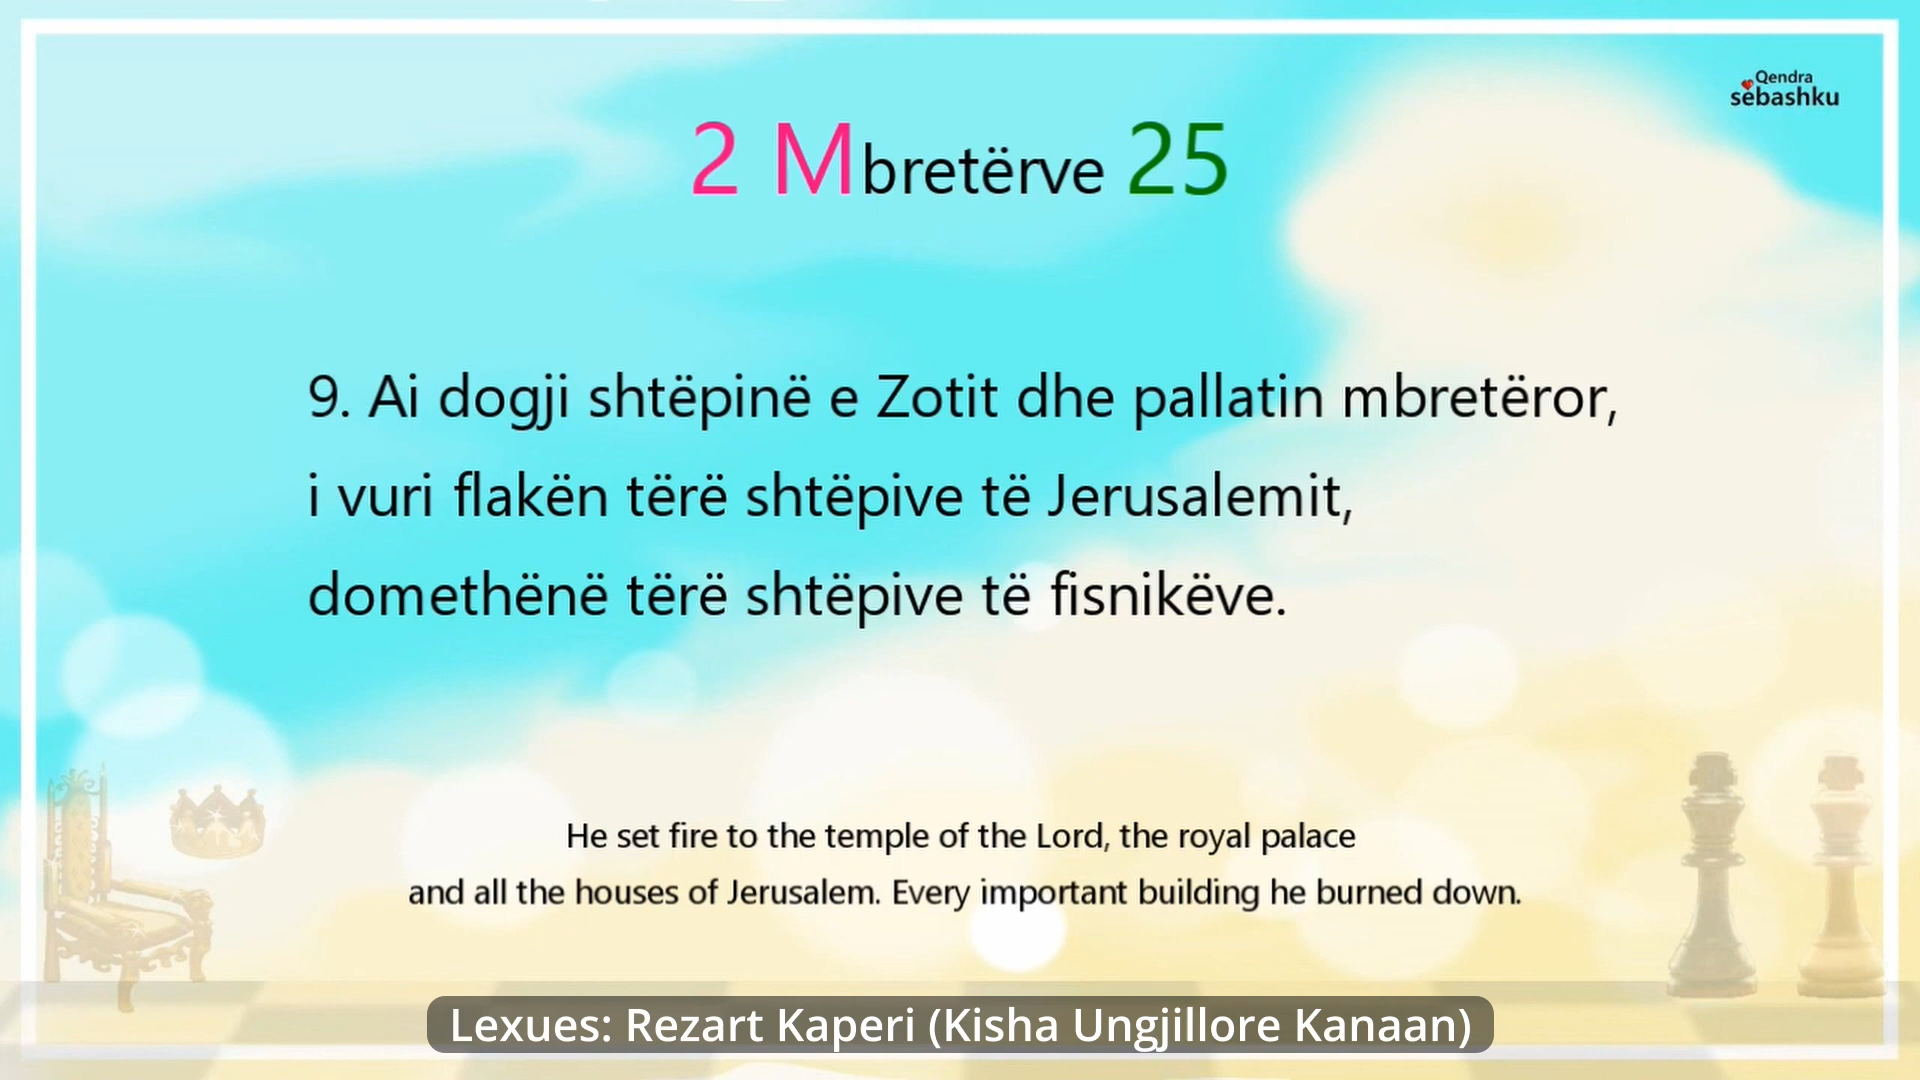 Qendra
sëbashku
2 Mbretërve 25
9. Ai dogji shtëpinë e Zotit dhe pallatin mbretëror,
i vuri flakën tërë shtëpive të Jerusalemit,
domethënë tërë shtëpive të fisnikëve.
He set fire to the temple of the Lord, the royal palace
and all the houses of Jerusalem. Every important building he burned down.
Lexues: Rezart Kaperi (Kisha Ungjillore Kanaan)